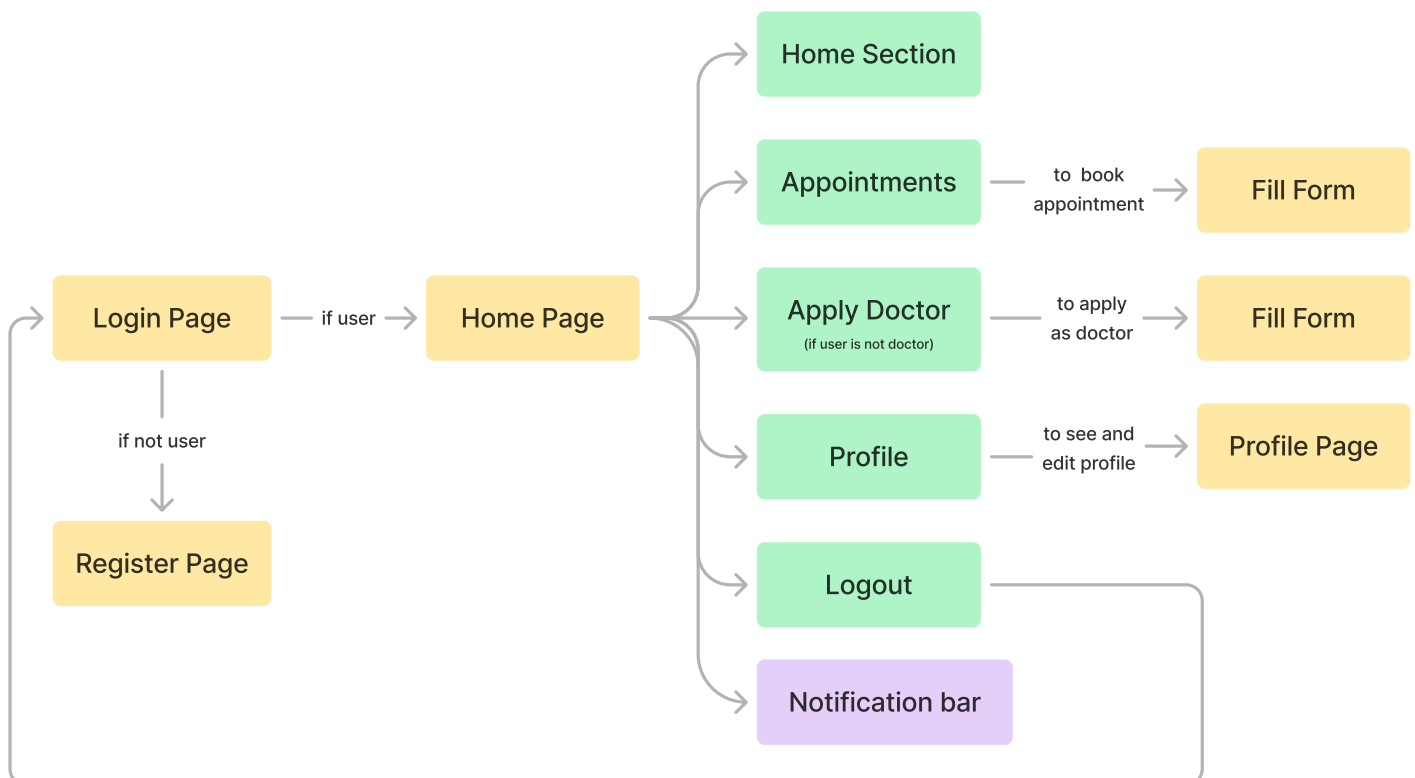 Home Section
Appointments
to book
appointment
Fill Form
Login Page
if user
Home Page
Apply Doctor
(if user is not doctor)
to apply
as doctor
Fill Form
if not user
Profile
to see and
edit profile
Profile Page
Register Page
Logout
Notification bar